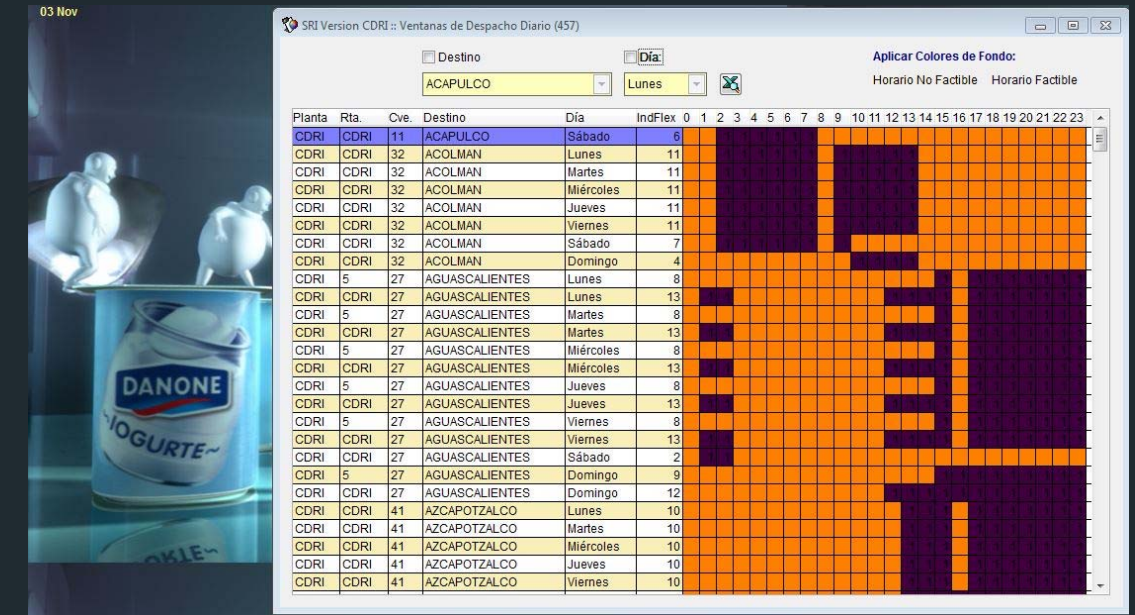 03 Nov
SRI Version CDRI :: Ventanas de Despacho Diario (457)
Destino
Día:
Aplicar Colores de Fondo:
ACAPULCO
Lunes
Horario No Factible Horario Factible
Planta Rta. Cve. Destino Día IndFlex 0 1 2 3 4 5 6 7 8 9 10 11 12 13 14 15 16 17 18 19 20 21 22 23
CDRI CDRI 11 ACAPULCO Sábado 6
CDRI CDRI 32 ACOLMAN Lunes 11
CDRI CDRI 32 ACOLMAN Martes 11
CDRI CDRI 32 ACOLMAN Miércoles 11
CDRI CDRI 32 ACOLMAN Jueves 11
CDRI CDRI 32 ACOLMAN Viernes 11
CDRI CDRI 32 ACOLMAN Sábado 7
CDRI CDRI 32 ACOLMAN Domingo 4
CDRI 5 27 AGUASCALIENTES Lunes 8
CDRI CDRI 27 AGUASCALIENTES Lunes 13
CDRI 5 27 AGUASCALIENTES Martes 8
CDRI CDRI 27 AGUASCALIENTES Martes 13
CDRI 5 27 AGUASCALIENTES Miércoles 8
CDRI CDRI 27 AGUASCALIENTES Miércoles 13
CDRI 5 27 AGUASCALIENTES Jueves 8
CDRI CDRI 27 AGUASCALIENTES Jueves 13
CDRI 5 27 AGUASCALIENTES Viernes 8
CDRI CDRI 27 AGUASCALIENTES Viernes 13
CDRI CDRI 27 AGUASCALIENTES Sábado 2
CDRI 5 27 AGUASCALIENTES Domingo 9
CDRI CDRI 27 AGUASCALIENTES Domingo 12
CDRI CDRI 41 AZCAPOTZALCO Lunes 10
CDRI CDRI 41 AZCAPOTZALCO Martes 10
CDRI CDRI 41 AZCAPOTZALCO Miércoles 10
CDRI CDRI 41 AZCAPOTZALCO Jueves 10
CDRI CDRI 41 AZCAPOTZALCO Viernes 10
DANONE
~IOGURTE~